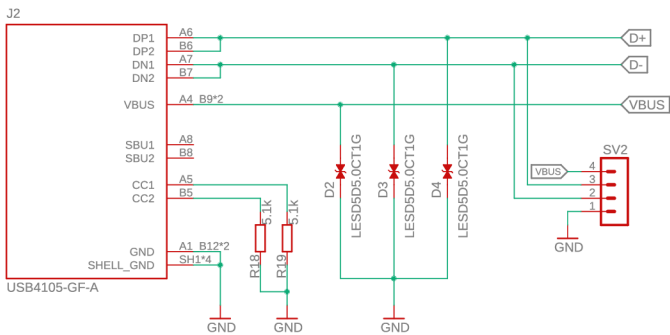 J2
DP1 A6
DP2 B6
DN1 A7
DN2 B7
VBUS A4 B9*2
SBU1 A8
SBU2 B8
CC1 A5
CC2 B5
GND A1 B12*2
SHELL_GND SH1*4
USB4105-GF-A
R18
5.1k
R19
5.1k
GND
GND
D2
LESD5D5.0CT1G
D3
LESD5D5.0CT1G
D4
LESD5D5.0CT1G
GND
D+
D-
VBUS
SV2
VBUS
4
3
2
1
GND